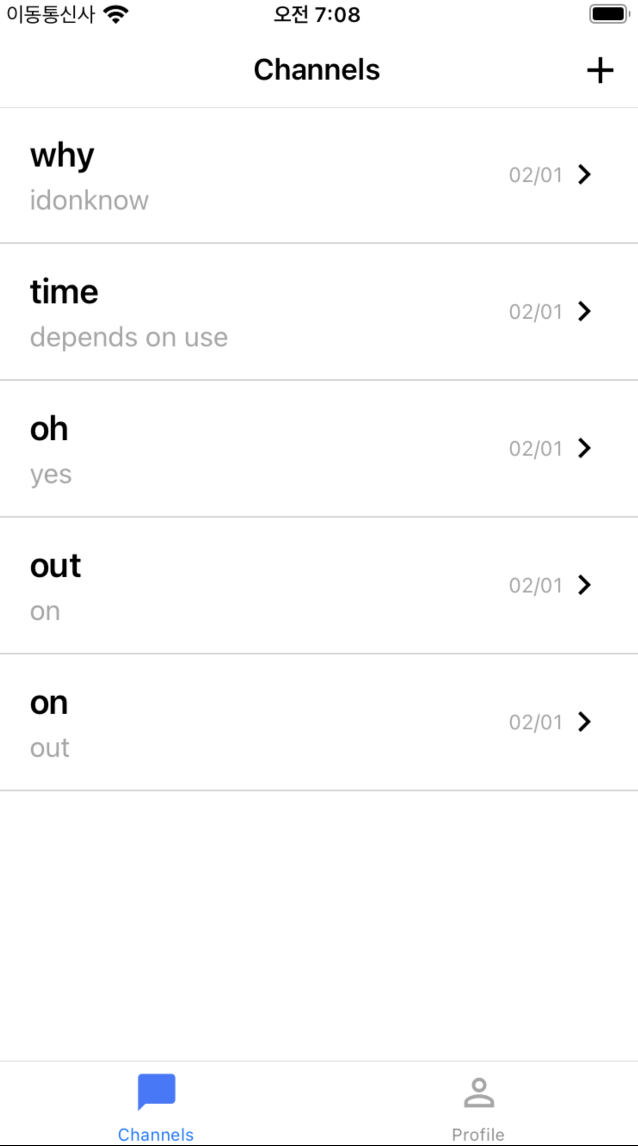 이동통신사 오전 7:08
Channels
why
idonknow
02/01
time
depends on use
02/01
oh
yes
02/01
out
on
02/01
on
out
02/01
Channels Profile